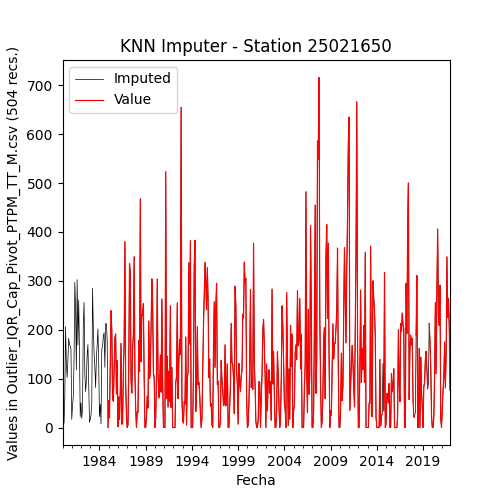 KNN Imputer - Station 25021650
Values in Outlier_IQR_Cap_Pivot_PTPM_TT_M.csv (504 recs.)
700
600
500
400
300
200
100
0
Imputed
Value
1984 1989 1994 1999 2004 2009 2014 2019
Fecha